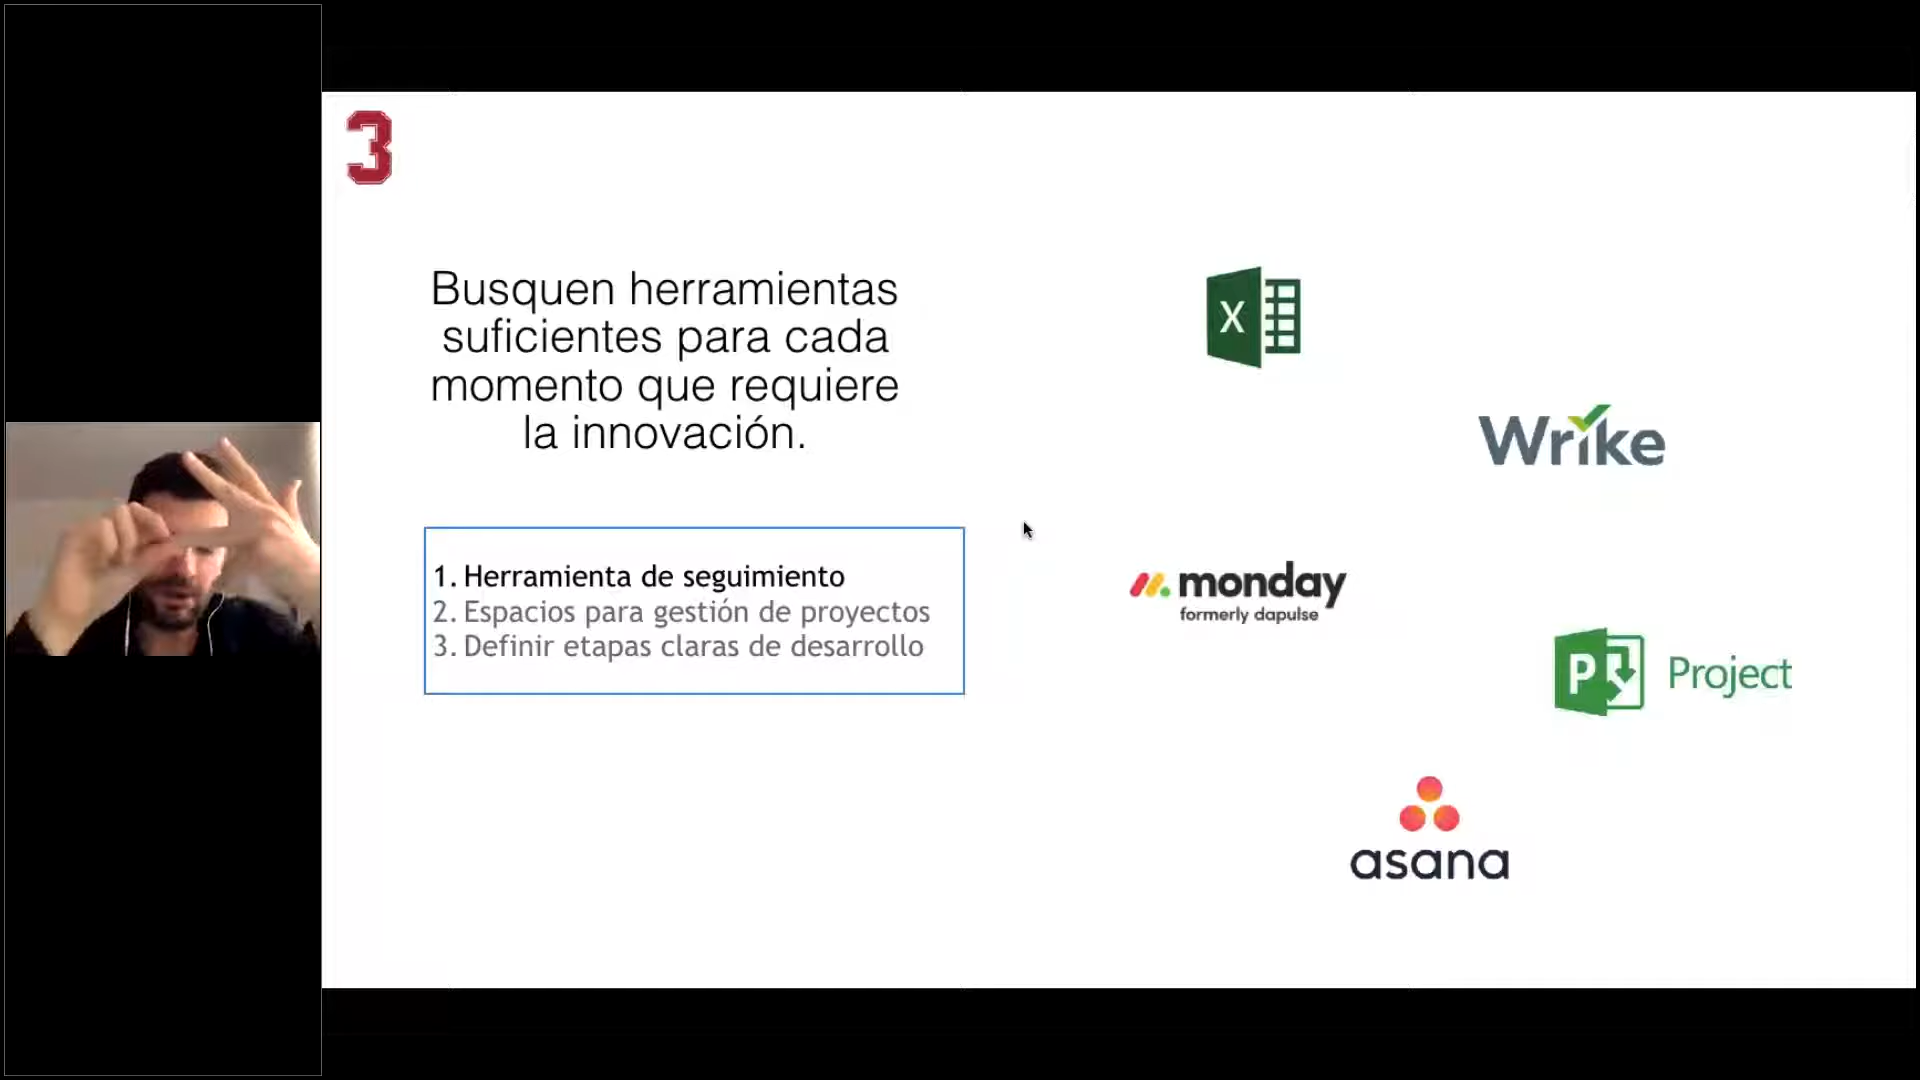 3
Busquen herramientas
suficientes para cada
momento que requiere
la innovación.
1. Herramienta de seguimiento
2. Espacios para gestión de proyectos
3. Definir etapas claras de desarrollo
X
Wrike
monday
formerly dapulse
P Project
asana